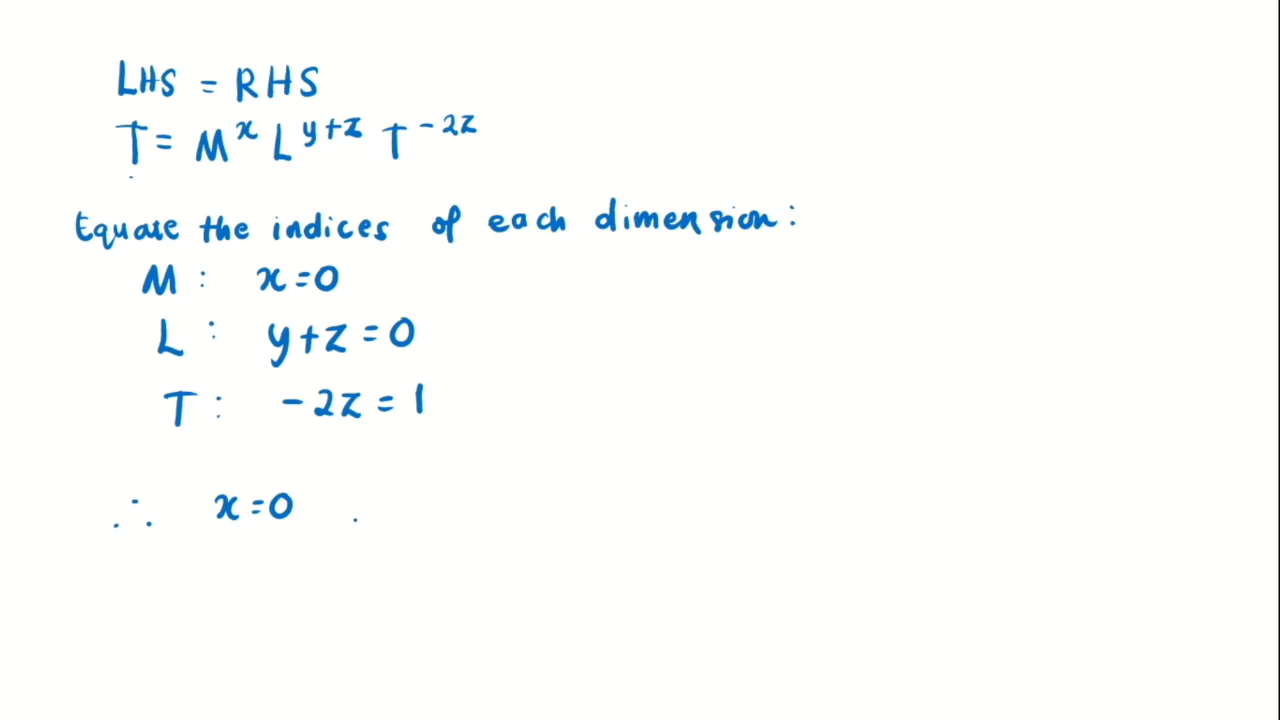 LHS = RHS
T = M^x L^{y+z} T^{-2z}
Equate the indices of each dimension:
M : x=0
L : y+z=0
T : -2z=1
∴ x=0